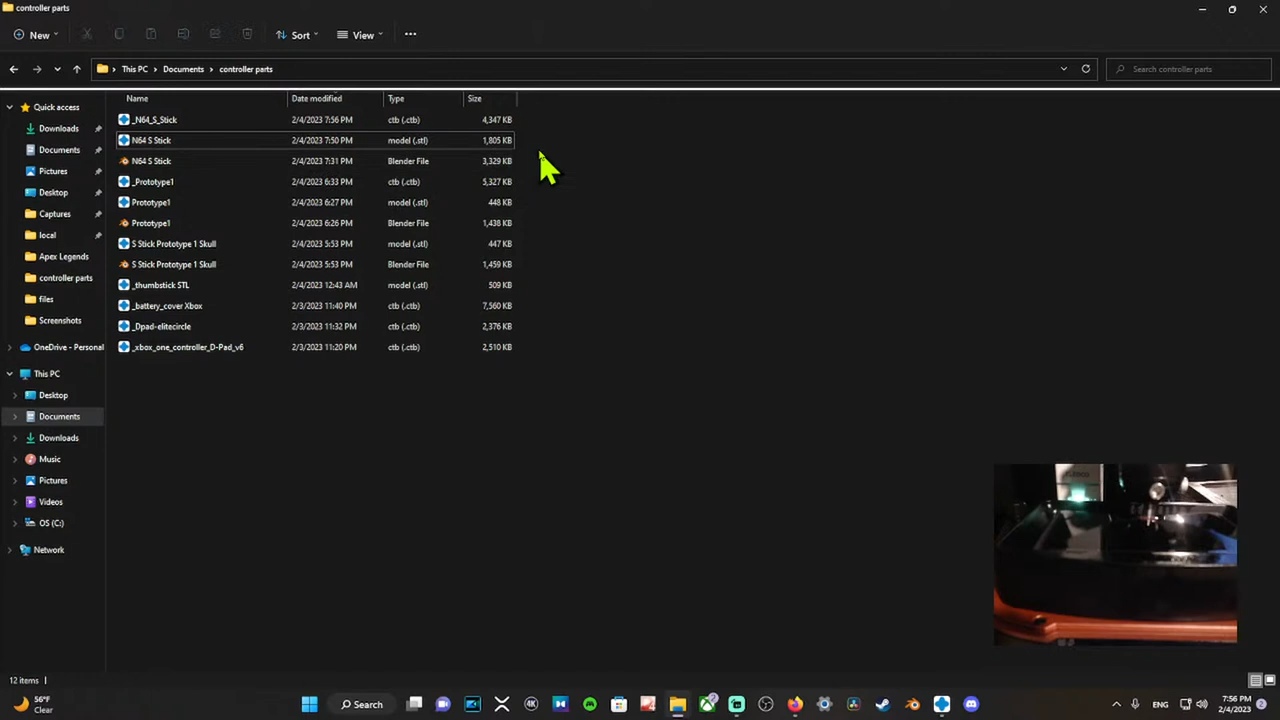 controller parts
New Sort View
This PC Documents controller parts Search controller parts
Name Date modified Type Size
_N64_S_Stick 2/4/2023 7:56 PM ctb (.ctb) 4,347 KB
N64 S Stick 2/4/2023 7:50 PM model (.stl) 1,805 KB
N64 S Stick 2/4/2023 7:31 PM Blender File 3,329 KB
_Prototype1 2/4/2023 6:33 PM ctb (.ctb) 5,327 KB
Prototype1 2/4/2023 6:27 PM model (.stl) 448 KB
Prototype1 2/4/2023 6:26 PM Blender File 1,438 KB
S Stick Prototype 1 Skull 2/4/2023 5:53 PM model (.stl) 447 KB
S Stick Prototype 1 Skull 2/4/2023 5:53 PM Blender File 1,459 KB
_thumbstick STL 2/4/2023 12:43 AM model (.stl) 509 KB
_battery_cover Xbox 2/3/2023 11:40 PM ctb (.ctb) 7,560 KB
_Dpad-elitecircle 2/3/2023 11:32 PM ctb (.ctb) 2,376 KB
_xbox_one_controller_D-Pad_v6 2/3/2023 11:20 PM ctb (.ctb) 2,510 KB
Quick access
Downloads
Documents
Pictures
Desktop
Captures
local
Apex Legends
controller parts
files
Screenshots
OneDrive - Personal
This PC
Desktop
Documents
Downloads
Music
Pictures
Videos
OS (C:)
Network
12 items
56°F
Clear
Search
4K
2
ENG
7:56 PM
2/4/2023